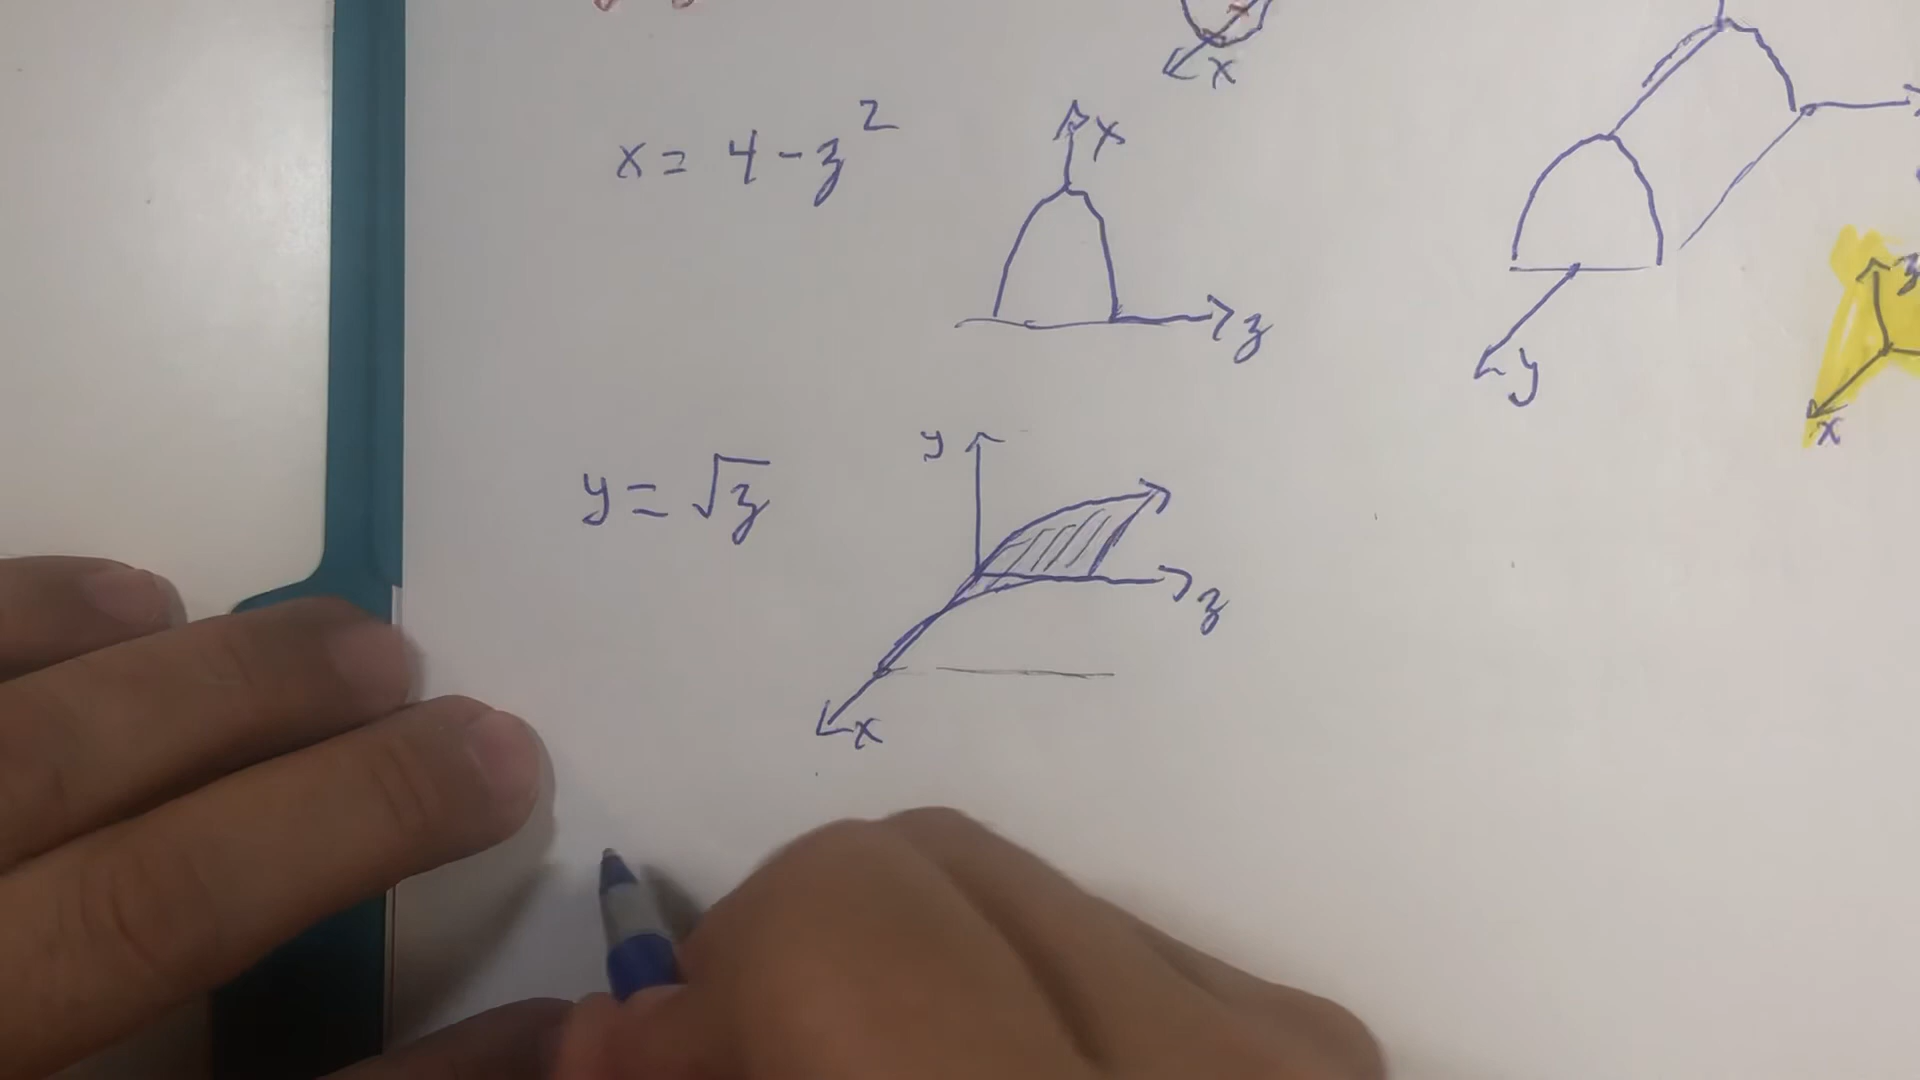 x
x = 4 - z²
x
z
y
z
x
y = √z
y
z
x